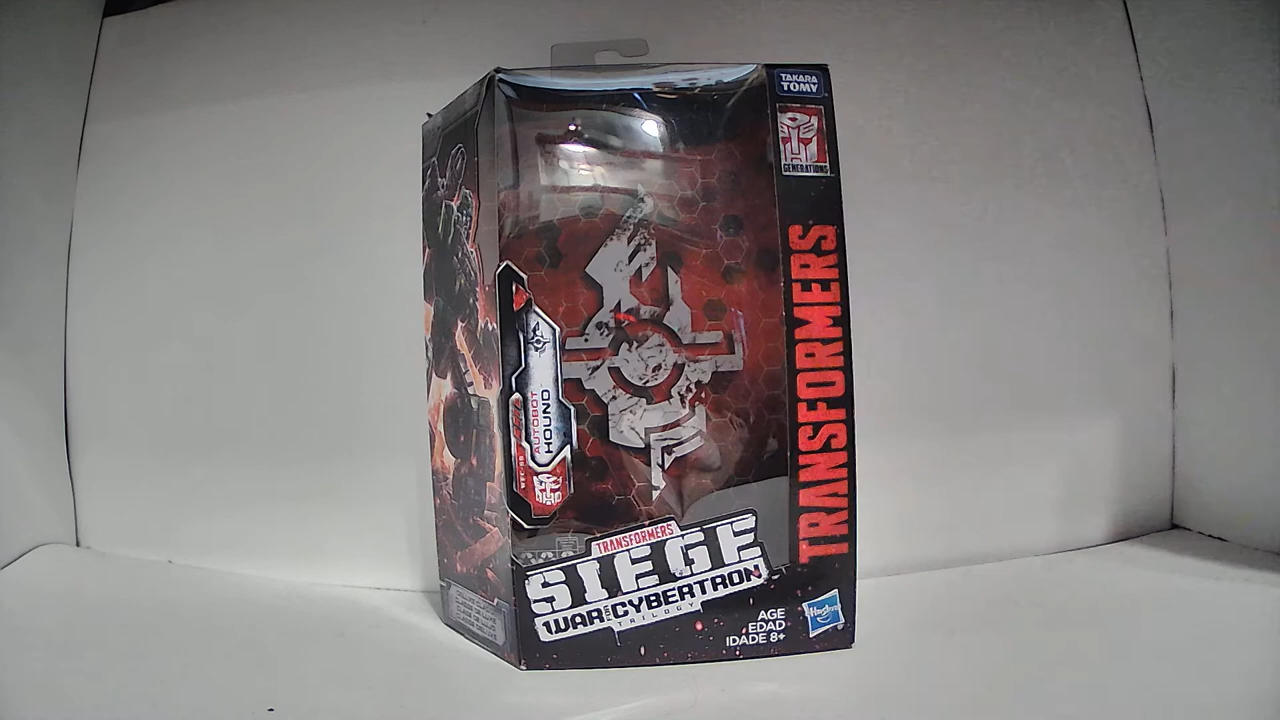 TAKARA
TOMY
GENERATIONS
TRANSFORMERS
AUTOBOT
HOUND
TRANSFORMERS
SIEGE
WAR FOR CYBERTRON
TRILOGY
AGE
EDAD
IDADE 8+
Hasbro